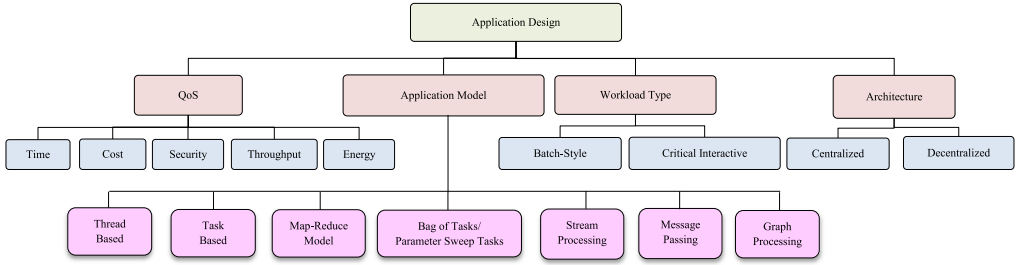 Application Design
QoS
Application Model
Workload Type
Architecture
Time
Cost
Security
Throughput
Energy
Batch-Style
Critical Interactive
Centralized
Decentralized
Thread
Based
Task
Based
Map-Reduce
Model
Bag of Tasks/
Parameter Sweep Tasks
Stream
Processing
Message
Passing
Graph
Processing